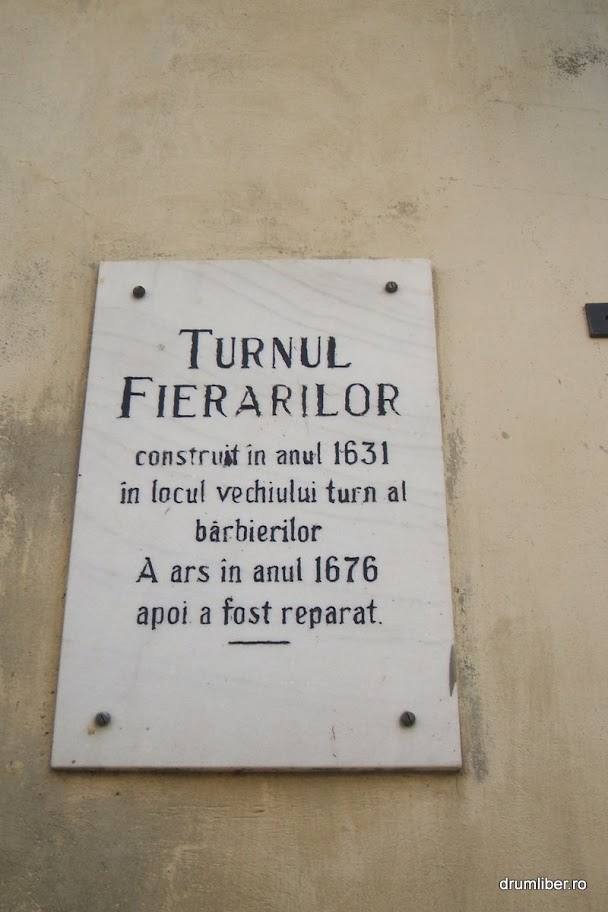 TURNUL
FIERARILOR
construit în anul 1631
în locul vechiului turn al
bărbierilor
A ars în anul 1676
apoi a fost reparat.
drumliber.ro